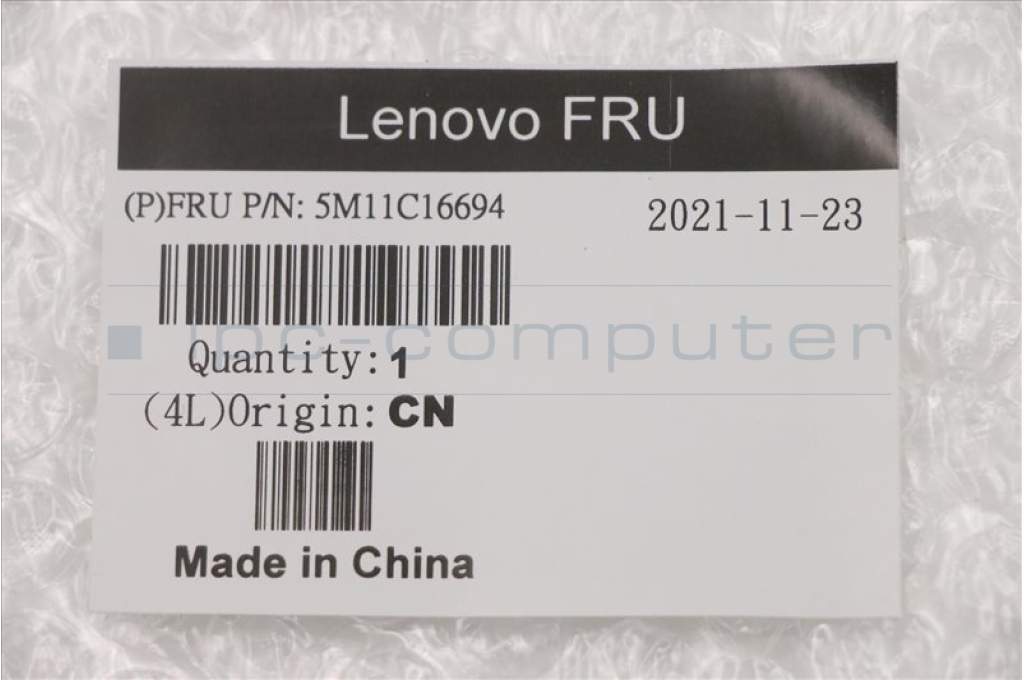 Lenovo FRU
(P)FRU P/N: 5M11C16694
2021-11-23
ipc-computer
Quantity: 1
(4L)Origin: CN
Made in China